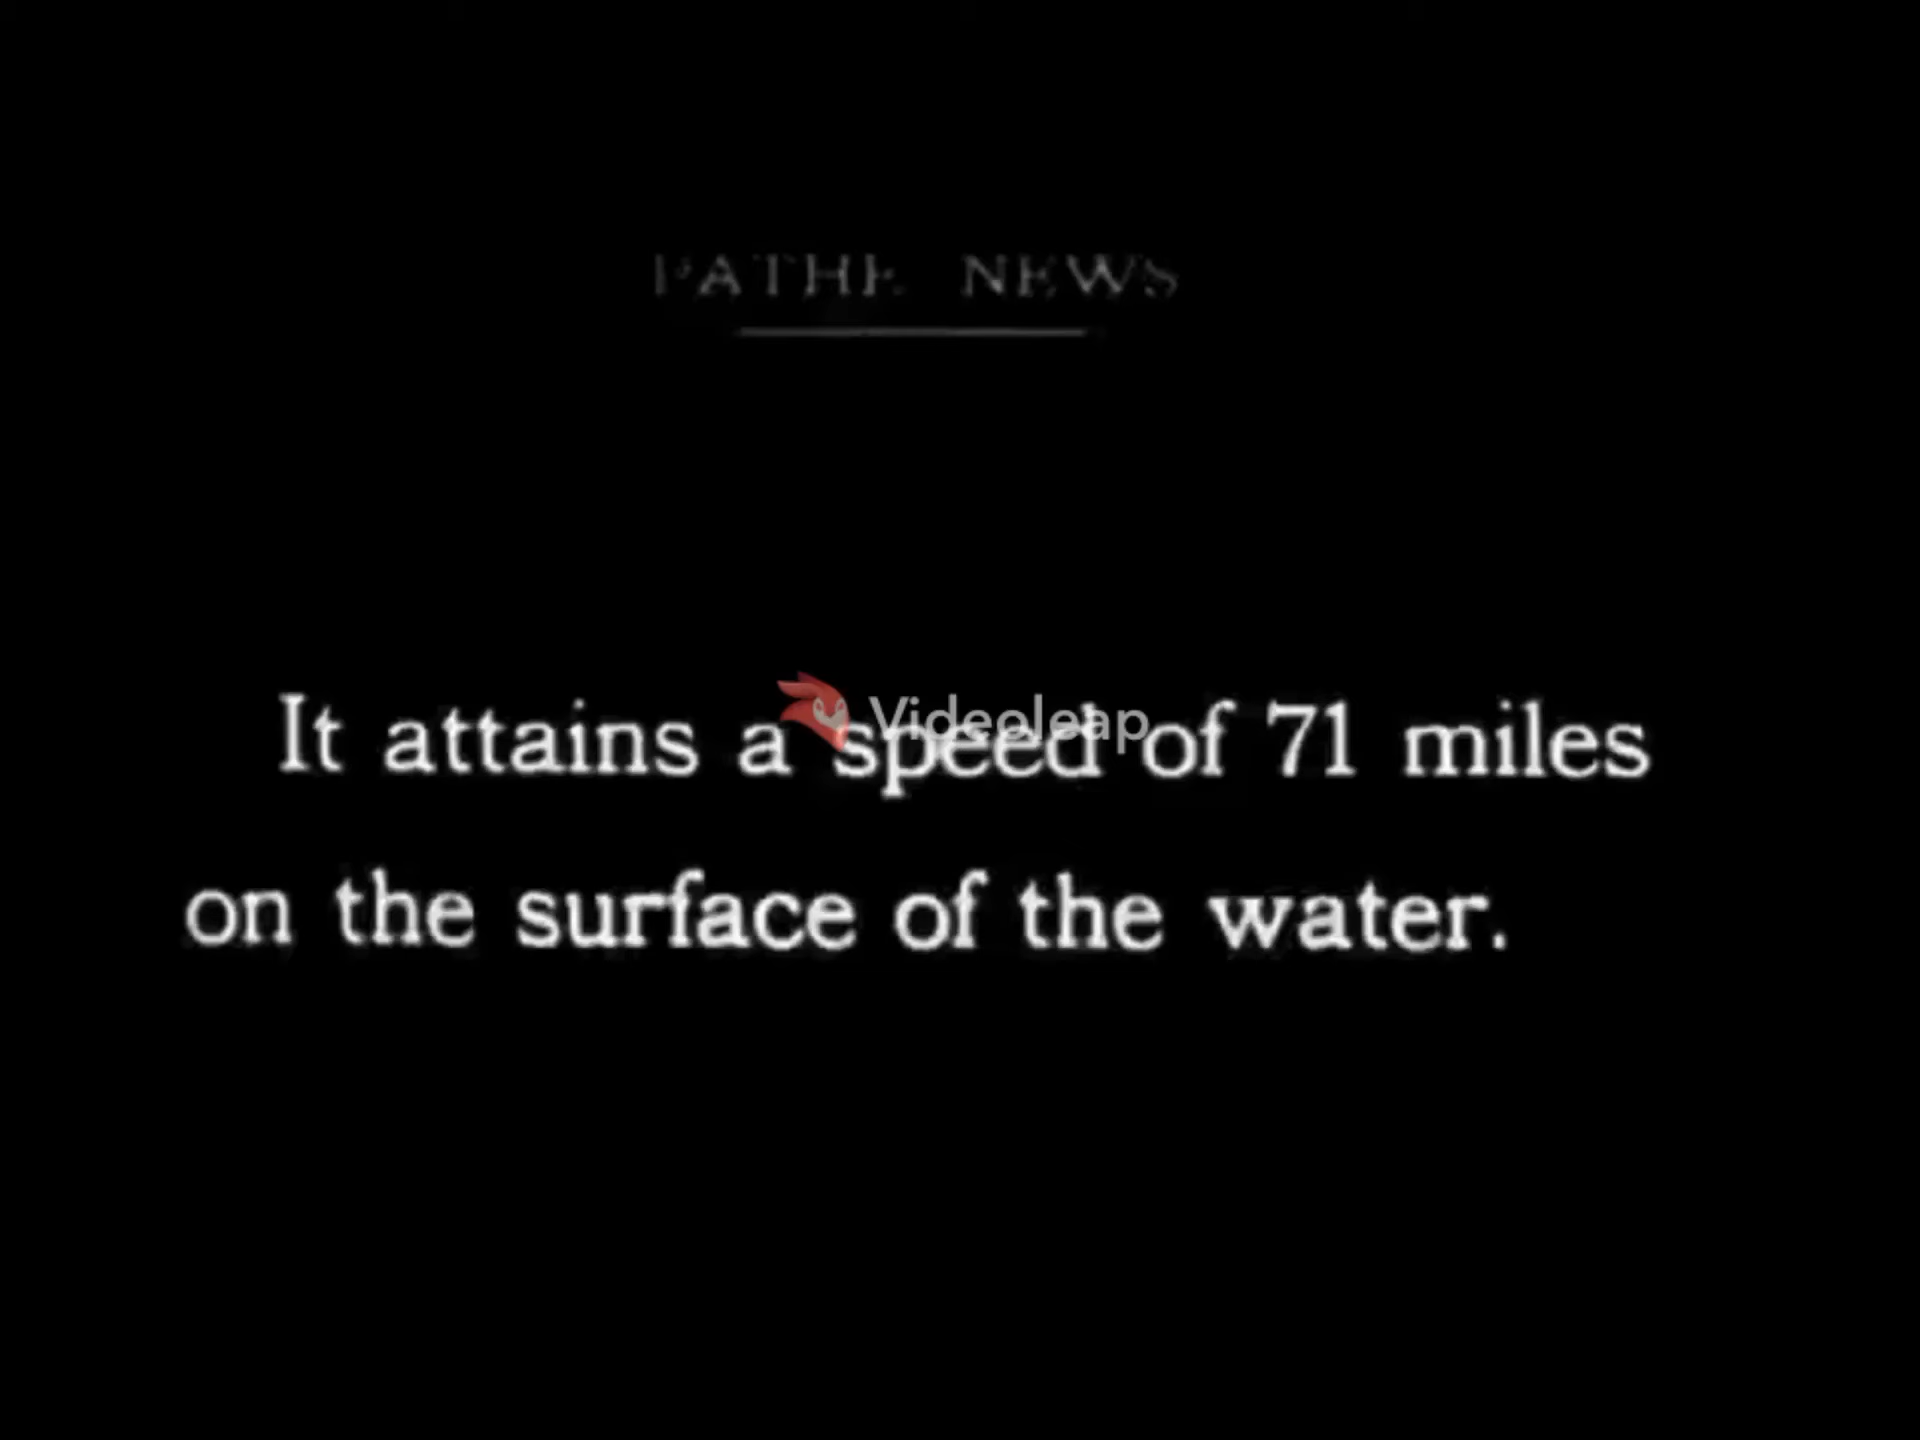 PATHE NEWS
Videoleap
It attains a speed of 71 miles
on the surface of the water.